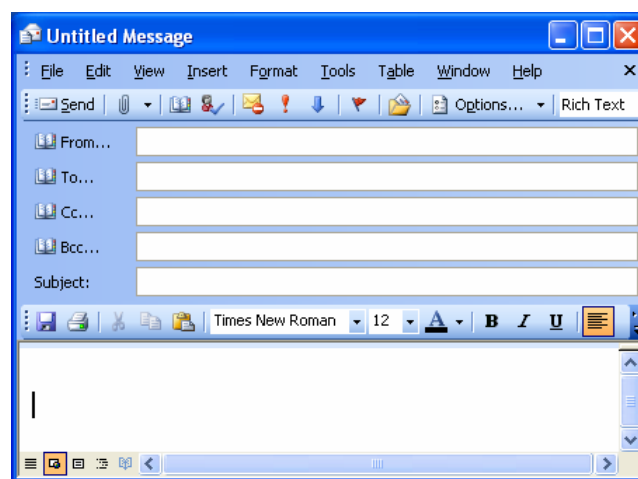 Untitled Message
File Edit View Insert Format Tools Table Window Help
Send Options... Rich Text
From...
To...
Cc...
Bcc...
Subject:
Times New Roman 12 A B I U